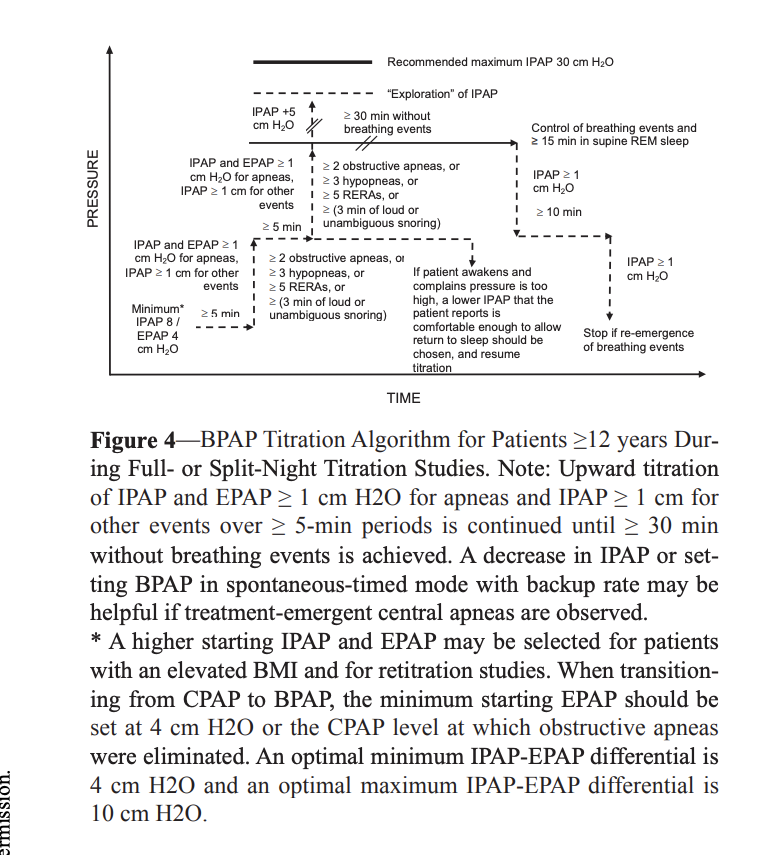 Recommended maximum IPAP 30 cm H₂O
“Exploration” of IPAP
IPAP +5
cm H₂O
≥ 30 min without
breathing events
Control of breathing events and
≥ 15 min in supine REM sleep
IPAP and EPAP ≥ 1
cm H₂O for apneas,
IPAP ≥ 1 cm for other
events
≥ 2 obstructive apneas, or
≥ 3 hypopneas, or
≥ 5 RERAs, or
≥ (3 min of loud or
unambiguous snoring)
IPAP ≥ 1
cm H₂O
≥ 10 min
PRESSURE
≥ 5 min
IPAP and EPAP ≥ 1
cm H₂O for apneas,
IPAP ≥ 1 cm for other
events
≥ 2 obstructive apneas, or
≥ 3 hypopneas, or
≥ 5 RERAs, or
≥ (3 min of loud or
unambiguous snoring)
If patient awakens and
complains pressure is too
high, a lower IPAP that the
patient reports is
comfortable enough to allow
return to sleep should be
chosen, and resume
titration
IPAP ≥ 1
cm H₂O
Minimum*
IPAP 8 /
EPAP 4
cm H₂O
≥ 5 min
Stop if re-emergence
of breathing events
TIME
Figure 4—BPAP Titration Algorithm for Patients ≥12 years Dur-
ing Full- or Split-Night Titration Studies. Note: Upward titration
of IPAP and EPAP ≥ 1 cm H2O for apneas and IPAP ≥ 1 cm for
other events over ≥ 5-min periods is continued until ≥ 30 min
without breathing events is achieved. A decrease in IPAP or set-
ting BPAP in spontaneous-timed mode with backup rate may be
helpful if treatment-emergent central apneas are observed.
* A higher starting IPAP and EPAP may be selected for patients
with an elevated BMI and for retitration studies. When transition-
ing from CPAP to BPAP, the minimum starting EPAP should be
set at 4 cm H2O or the CPAP level at which obstructive apneas
were eliminated. An optimal minimum IPAP-EPAP differential is
4 cm H2O and an optimal maximum IPAP-EPAP differential is
10 cm H2O.
ermission.